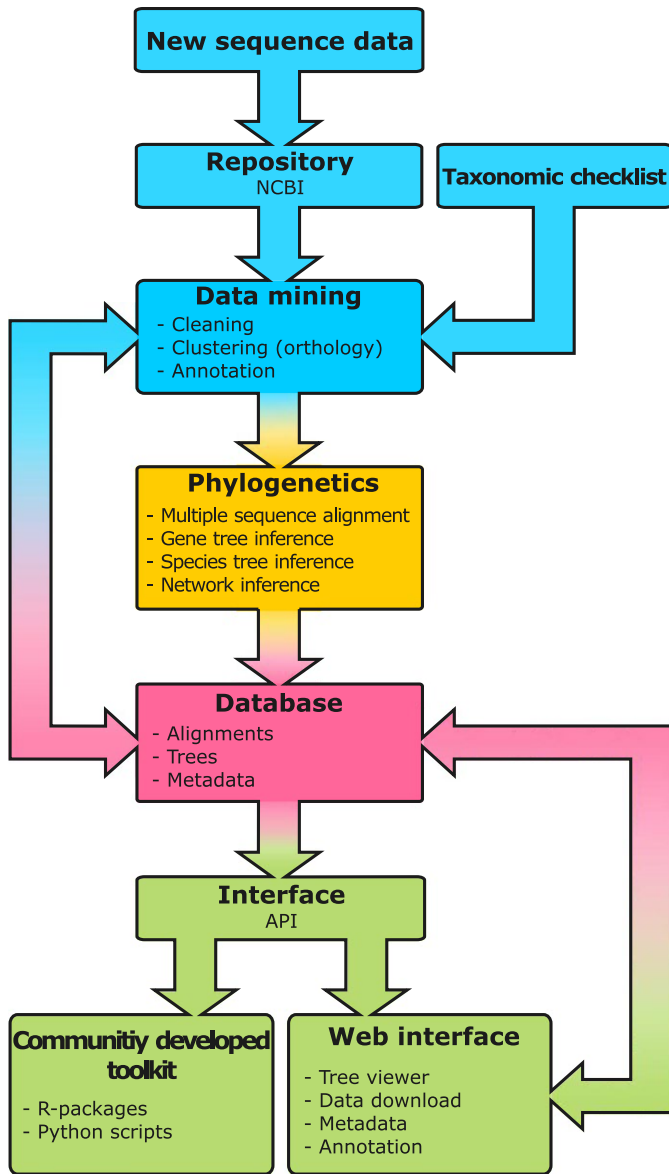 New sequence data
Repository
NCBI
Taxonomic checklist
Data mining
- Cleaning
- Clustering (orthology)
- Annotation
Phylogenetics
- Multiple sequence alignment
- Gene tree inference
- Species tree inference
- Network inference
Database
- Alignments
- Trees
- Metadata
Interface
API
Communitiy developed
toolkit
- R-packages
- Python scripts
Web interface
- Tree viewer
- Data download
- Metadata
- Annotation